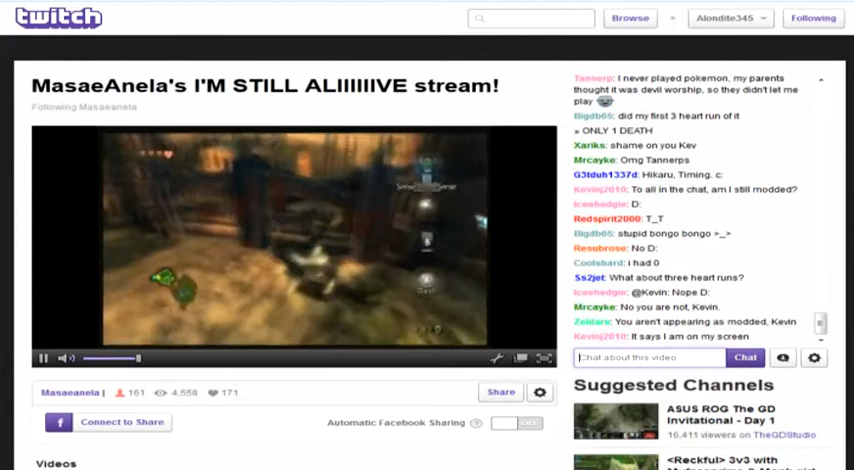 twitch
Browse
Alondite345
Following
MasaeAnela's I'M STILL ALIIIIIIVE stream!
Following Masaeanela
Tannerp: I never played pokemon, my parents
thought it was devil worship, so they didn't let me
play
Bigdb65: did my first 3 heart run of it
» ONLY 1 DEATH
Xariks: shame on you Kev
Mrcayke: Omg Tannerps
G3tduh1337d: Hikaru, Timing. c:
Kevinj2010: To all in the chat, am I still modded?
Iceehedgie: D:
Redspirit2000: T_T
Bigdb65: stupid bongo bongo >_>
Resubrose: No D:
Coolshard: i had 0
Ss2jet: What about three heart runs?
Iceehedgie: @Kevin: Nope D:
Mrcayke: No you are not, Kevin.
Zeldare: You aren't appearing as modded, Kevin
Kevinj2010: It says I am on my screen
Chat about this video
Chat
Masaeanela |
161
4,558
171
Share
f
Connect to Share
Automatic Facebook Sharing
?
OFF
Videos
Suggested Channels
ASUS ROG The GD
Invitational - Day 1
16,411 viewers on TheGDStudio
<Reckful> 3v3 with